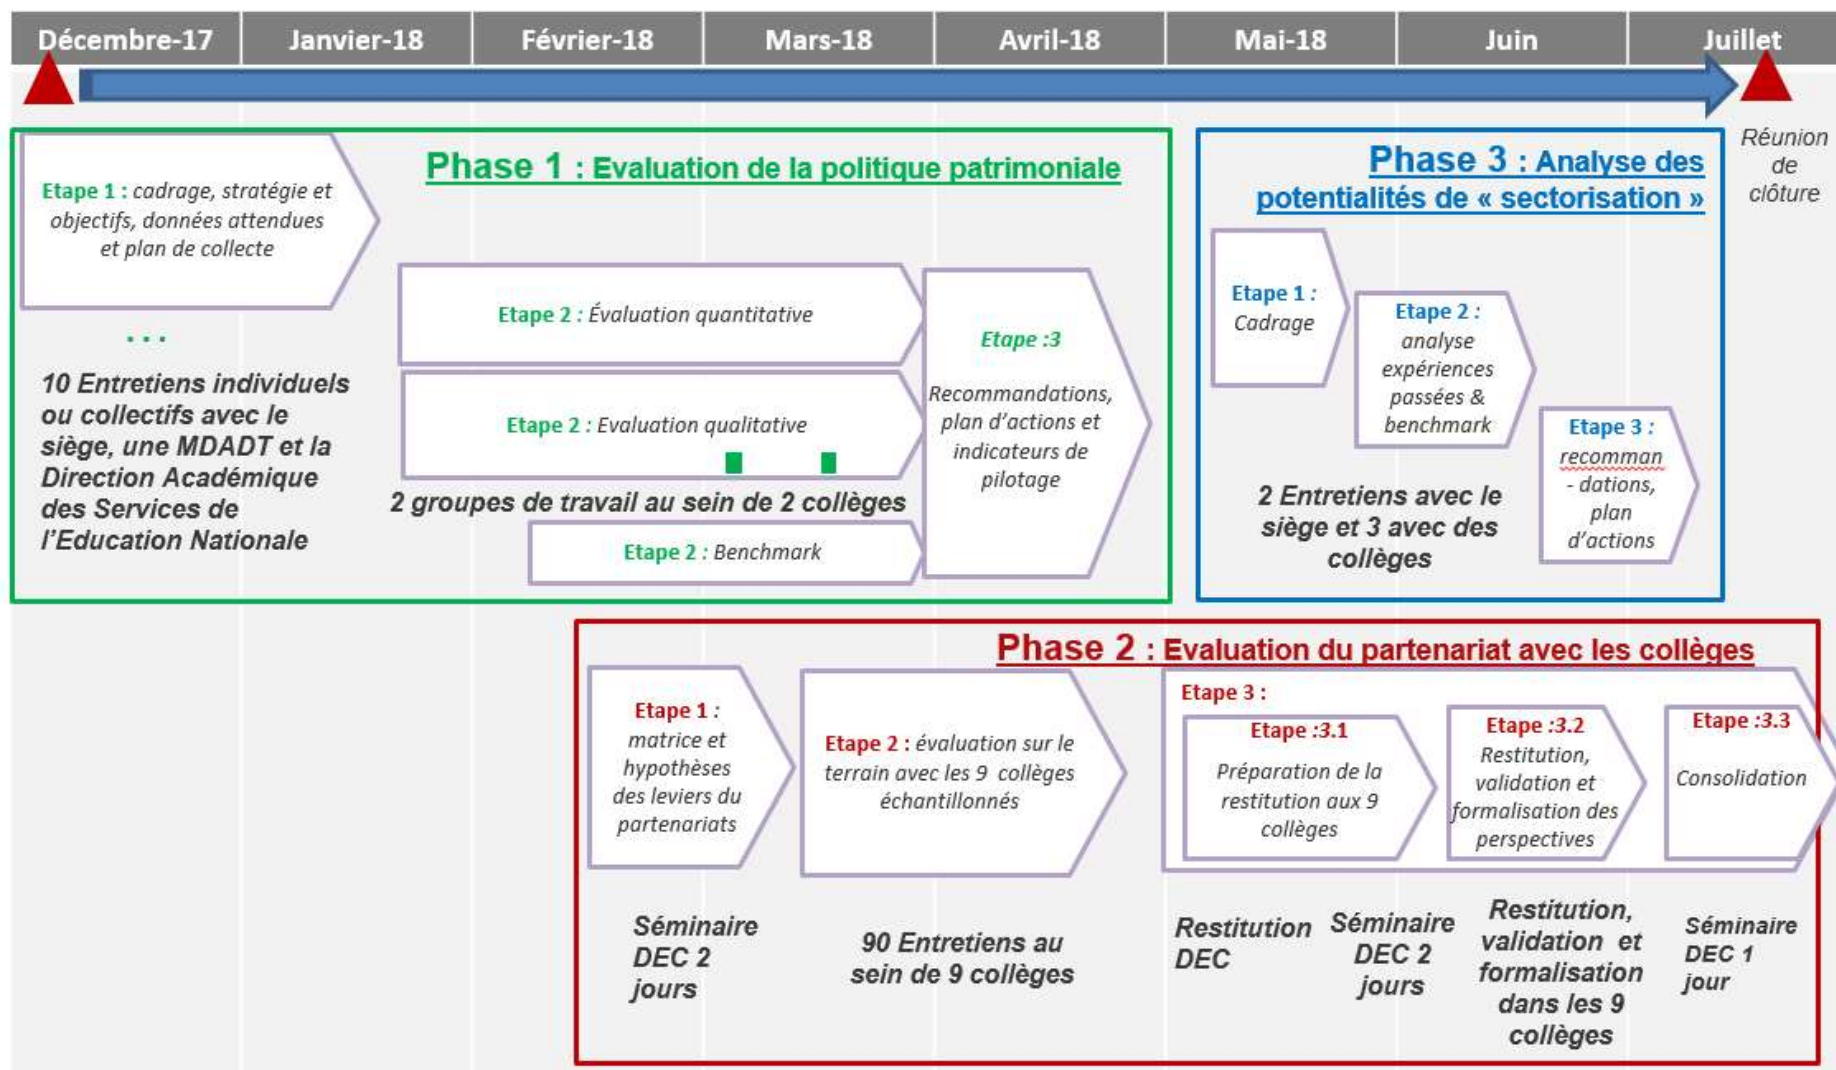 Décembre-17
Janvier-18
Février-18
Mars-18
Avril-18
Mai-18
Juin
Juillet
Réunion
de
clôture
Phase 1 : Evaluation de la politique patrimoniale
Etape 1 : cadrage, stratégie et
objectifs, données attendues
et plan de collecte
...
10 Entretiens individuels
ou collectifs avec le
siège, une MDADT et la
Direction Académique
des Services de
l'Education Nationale
Etape 2 : Évaluation quantitative
Etape 2 : Evaluation qualitative
2 groupes de travail au sein de 2 collèges
Etape 2 : Benchmark
Etape :3
Recommandations,
plan d'actions et
indicateurs de
pilotage
Phase 3 : Analyse des
potentialités de « sectorisation »
Etape 1 :
Cadrage
Etape 2 :
analyse
expériences
passées &
benchmark
Etape 3 :
recomman
- dations,
plan
d'actions
2 Entretiens avec le
siège et 3 avec des
collèges
Phase 2 : Evaluation du partenariat avec les collèges
Etape 1 :
matrice et
hypothèses
des leviers du
partenariats
Etape 2 : évaluation sur le
terrain avec les 9 collèges
échantillonnés
Etape 3 :
Etape :3.1
Préparation de la
restitution aux 9
collèges
Etape :3.2
Restitution,
validation et
formalisation des
perspectives
Etape :3.3
Consolidation
Séminaire
DEC 2
jours
90 Entretiens au
sein de 9 collèges
Restitution
DEC
Séminaire
DEC 2
jours
Restitution,
validation et
formalisation
dans les 9
collèges
Séminaire
DEC 1
jour